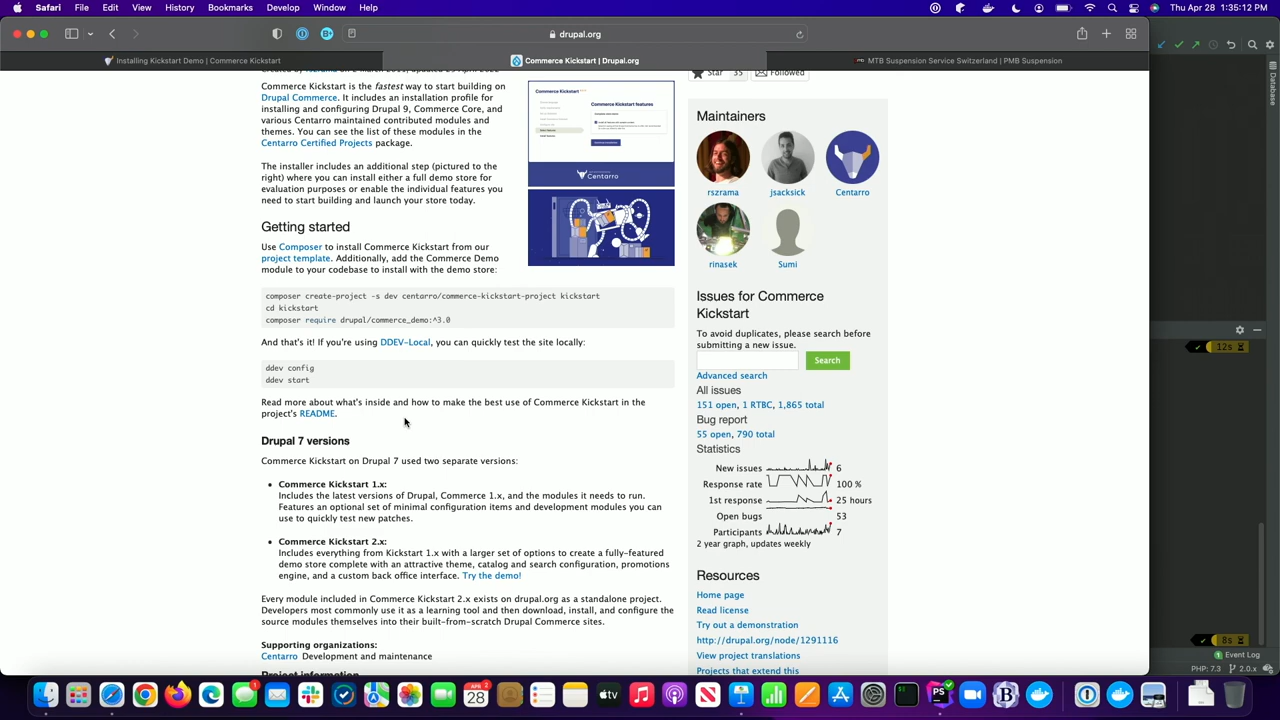 Safari File Edit View History Bookmarks Window Help
Thu Apr 28 1:35:12 PM
drupal.org
Installing Kickstart Demo | Commerce Kickstart
Commerce Kickstart | Drupal.org
MTB Suspension Service Switzerland | PMB Suspension
Commerce Kickstart is the fastest way to start building on
Drupal Commerce. It includes an installation profile for
installing and configuring Drupal 9, Commerce Core, and
various Centarro maintained contributed modules and
themes. You can see the list of these modules in the
Centarro Certified Projects package.
The installer includes an additional step (pictured to the
right) where you can install either a full demo store for
evaluation purposes or enable the individual features you
need to start building and launch your store today.
Commerce Kickstart
Commerce Kickstart features
Centarro
Getting started
Use Composer to install Commerce Kickstart from our
project template. Additionally, add the Commerce Demo
module to your codebase to install with the demo store:
composer create-project -s dev centarro/commerce-kickstart-project kickstart
cd kickstart
composer require drupal/commerce_demo:^3.0
And that's it! If you're using DDEV-Local, you can quickly test the site locally:
ddev config
ddev start
Read more about what's inside and how to make the best use of Commerce Kickstart in the
project's README.
Drupal 7 versions
Commerce Kickstart on Drupal 7 used two separate versions:
Commerce Kickstart 1.x:
Includes the latest versions of Drupal, Commerce 1.x, and the modules it needs to run.
Features an optional set of minimal configuration items and development modules you can
use to quickly test new patches.
Commerce Kickstart 2.x:
Includes everything from Kickstart 1.x with a larger set of options to create a fully-featured
demo store complete with an attractive theme, catalog and search configuration, promotions
engine, and a custom back office interface. Try the demo!
Every module included in Commerce Kickstart 2.x exists on drupal.org as a standalone project.
Developers most commonly use it as a learning tool and then download, install, and configure the
source modules themselves into their built-from-scratch Drupal Commerce sites.
Supporting organizations:
Centarro Development and maintenance
Project information
Star 35 Followed
Maintainers
rszrama jsacksick Centarro
rinasek Sumi
Issues for Commerce
Kickstart
To avoid duplicates, please search before
submitting a new issue.
Search
Advanced search
All issues
151 open, 1 RTBC, 1,865 total
Bug report
55 open, 790 total
Statistics
New issues 6
Response rate 100 %
1st response 25 hours
Open bugs 53
Participants 7
2 year graph, updates weekly
Resources
Home page
Read license
Try out a demonstration
http://drupal.org/node/1291116
View project translations
Projects that extend this
Database
12s
8s
Event Log
PHP: 7.3 2.0.x
APR
28
tv
PS
B